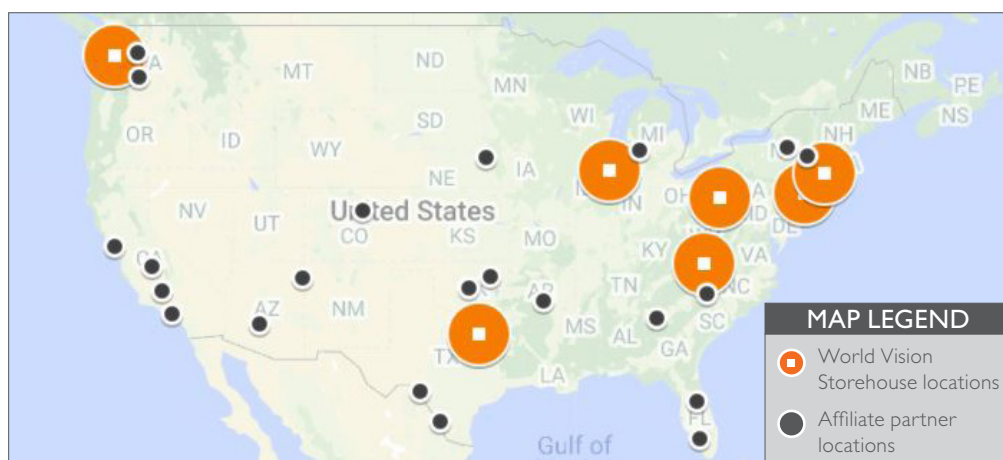 NB
PE
ND
MT
MN
ME
NS
WI
MI
NH
OR
ID
SD
WY
IA
NE
OH
IN
NV
United States
UT
CO
KS
MO
KY
VA
DE
TN
NC
AZ
NM
MS
AL
SC
GA
TX
LA
FL
Gulf of
MAP LEGEND
World Vision
Storehouse locations
Affiliate partner
locations